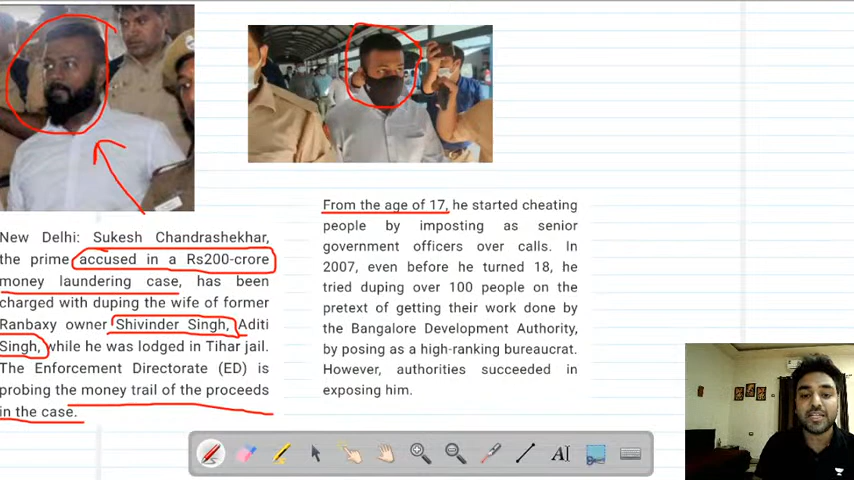 New Delhi: Sukesh Chandrashekhar,
the prime accused in a Rs200-crore
money laundering case, has been
charged with duping the wife of former
Ranbaxy owner Shivinder Singh, Aditi
Singh, while he was lodged in Tihar jail.
The Enforcement Directorate (ED) is
probing the money trail of the proceeds
in the case.
From the age of 17, he started cheating
people by imposting as senior
government officers over calls. In
2007, even before he turned 18, he
tried duping over 100 people on the
pretext of getting their work done by
the Bangalore Development Authority,
by posing as a high-ranking bureaucrat.
However, authorities succeeded in
exposing him.
AI